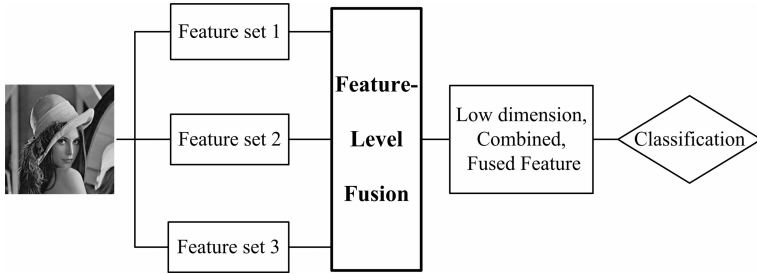 Feature set 1
Feature set 2
Feature set 3
Feature-
Level
Fusion
Low dimension,
Combined,
Fused Feature
Classification